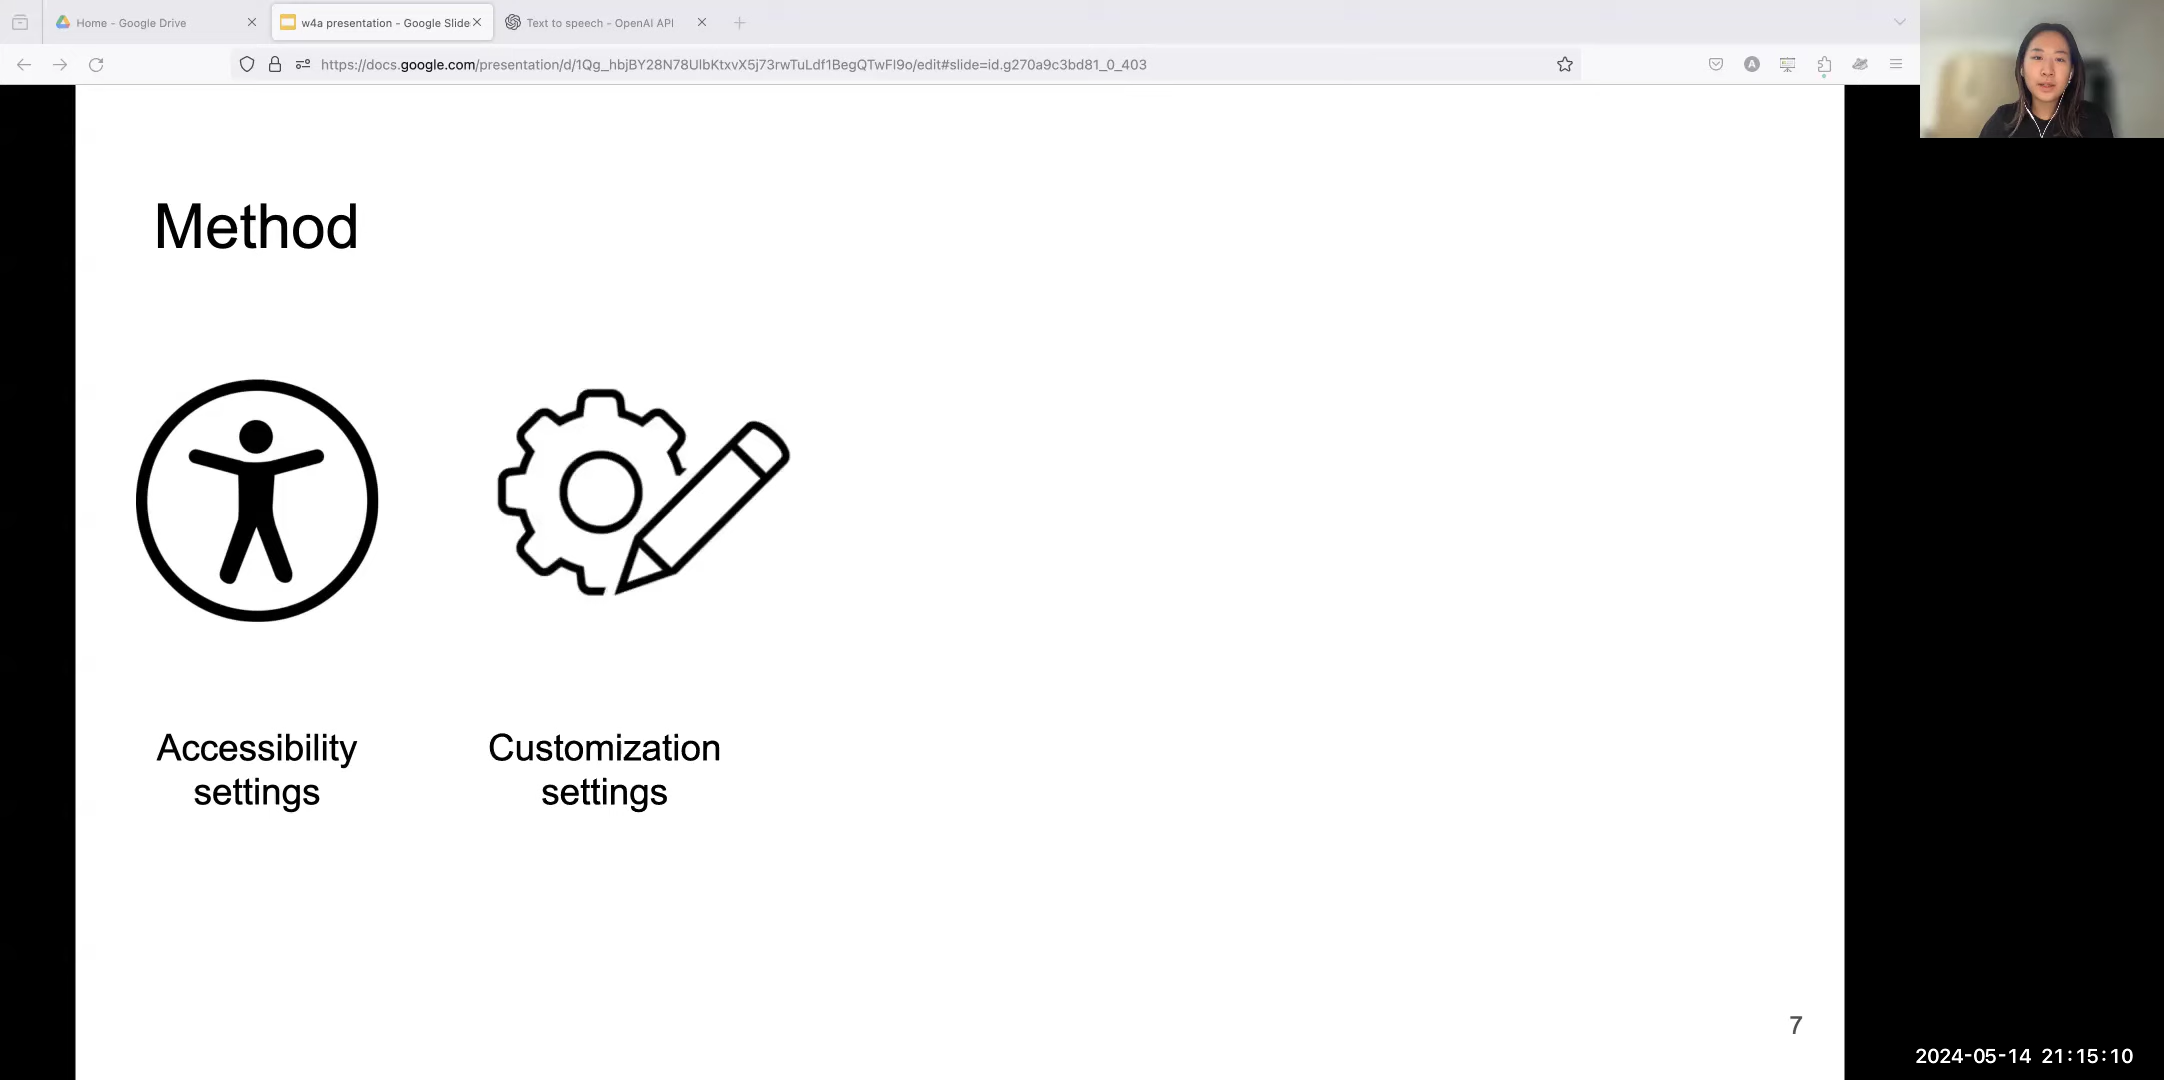 Home - Google Drive
w4a presentation - Google Slide
Text to speech - OpenAI API
https://docs.google.com/presentation/d/1Qg_hbjBY28N78UlbKtxvX5j73rwTuLdf1BegQTwFI9o/edit#slide=id.g270a9c3bd81_0_403
A
Method
Accessibility
settings
Customization
settings
7
2024-05-14 21:15:10